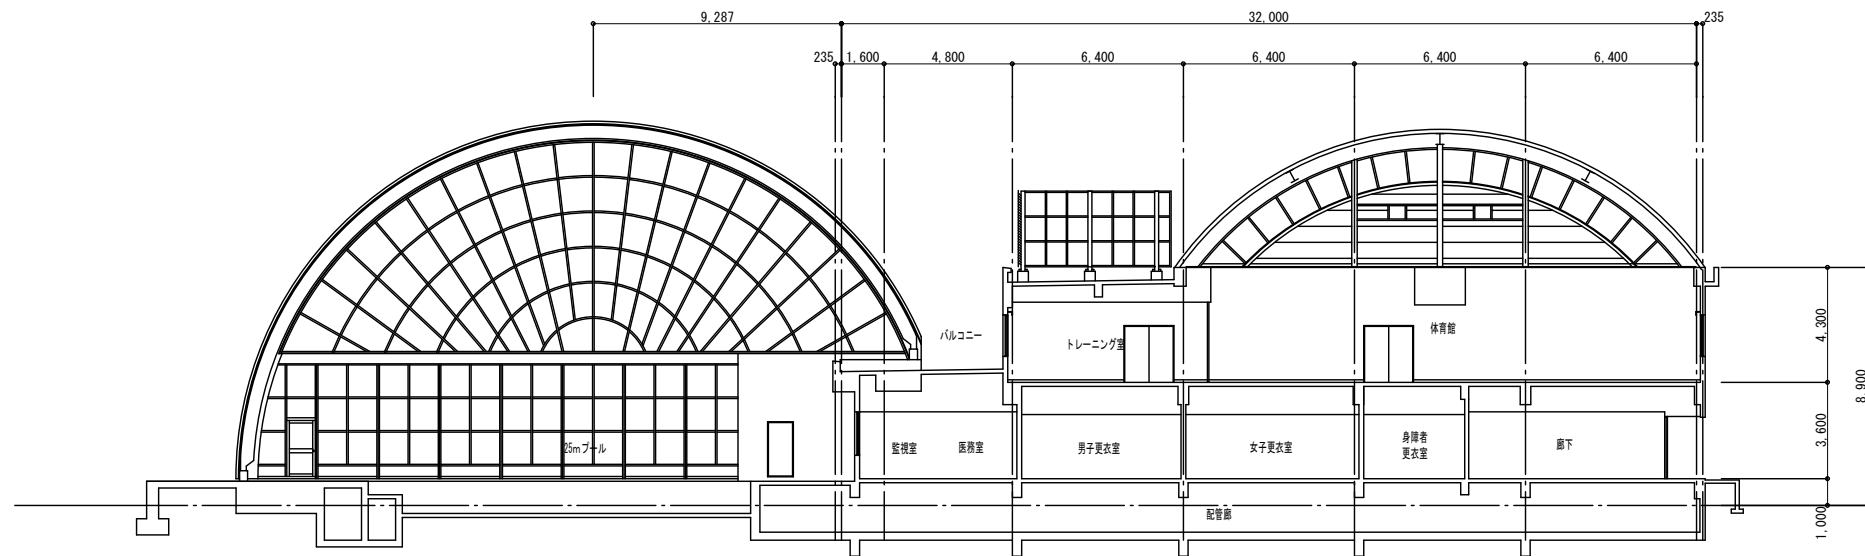 9,287
32,000
235
235
1,600
4,800
6,400
6,400
6,400
6,400
バルコニー
トレーニング室
体育館
4,300
8,900
3,600
1,000
25mプール
監視室
医務室
男子更衣室
女子更衣室
身障者
更衣室
廊下
配管廊